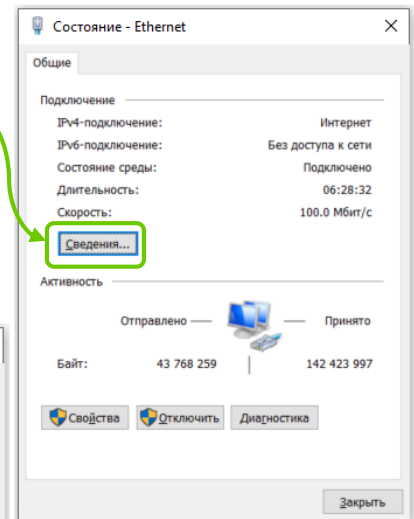 Состояние - Ethernet
Общие
Подключение
IPv4-подключение: Интернет
IPv6-подключение: Без доступа к сети
Состояние среды: Подключено
Длительность: 06:28:32
Скорость: 100.0 Мбит/с
Сведения...
Активность
Отправлено — — Принято
Байт: 43 768 259 142 423 997
Свойства Отключить Диагностика
Закрыть